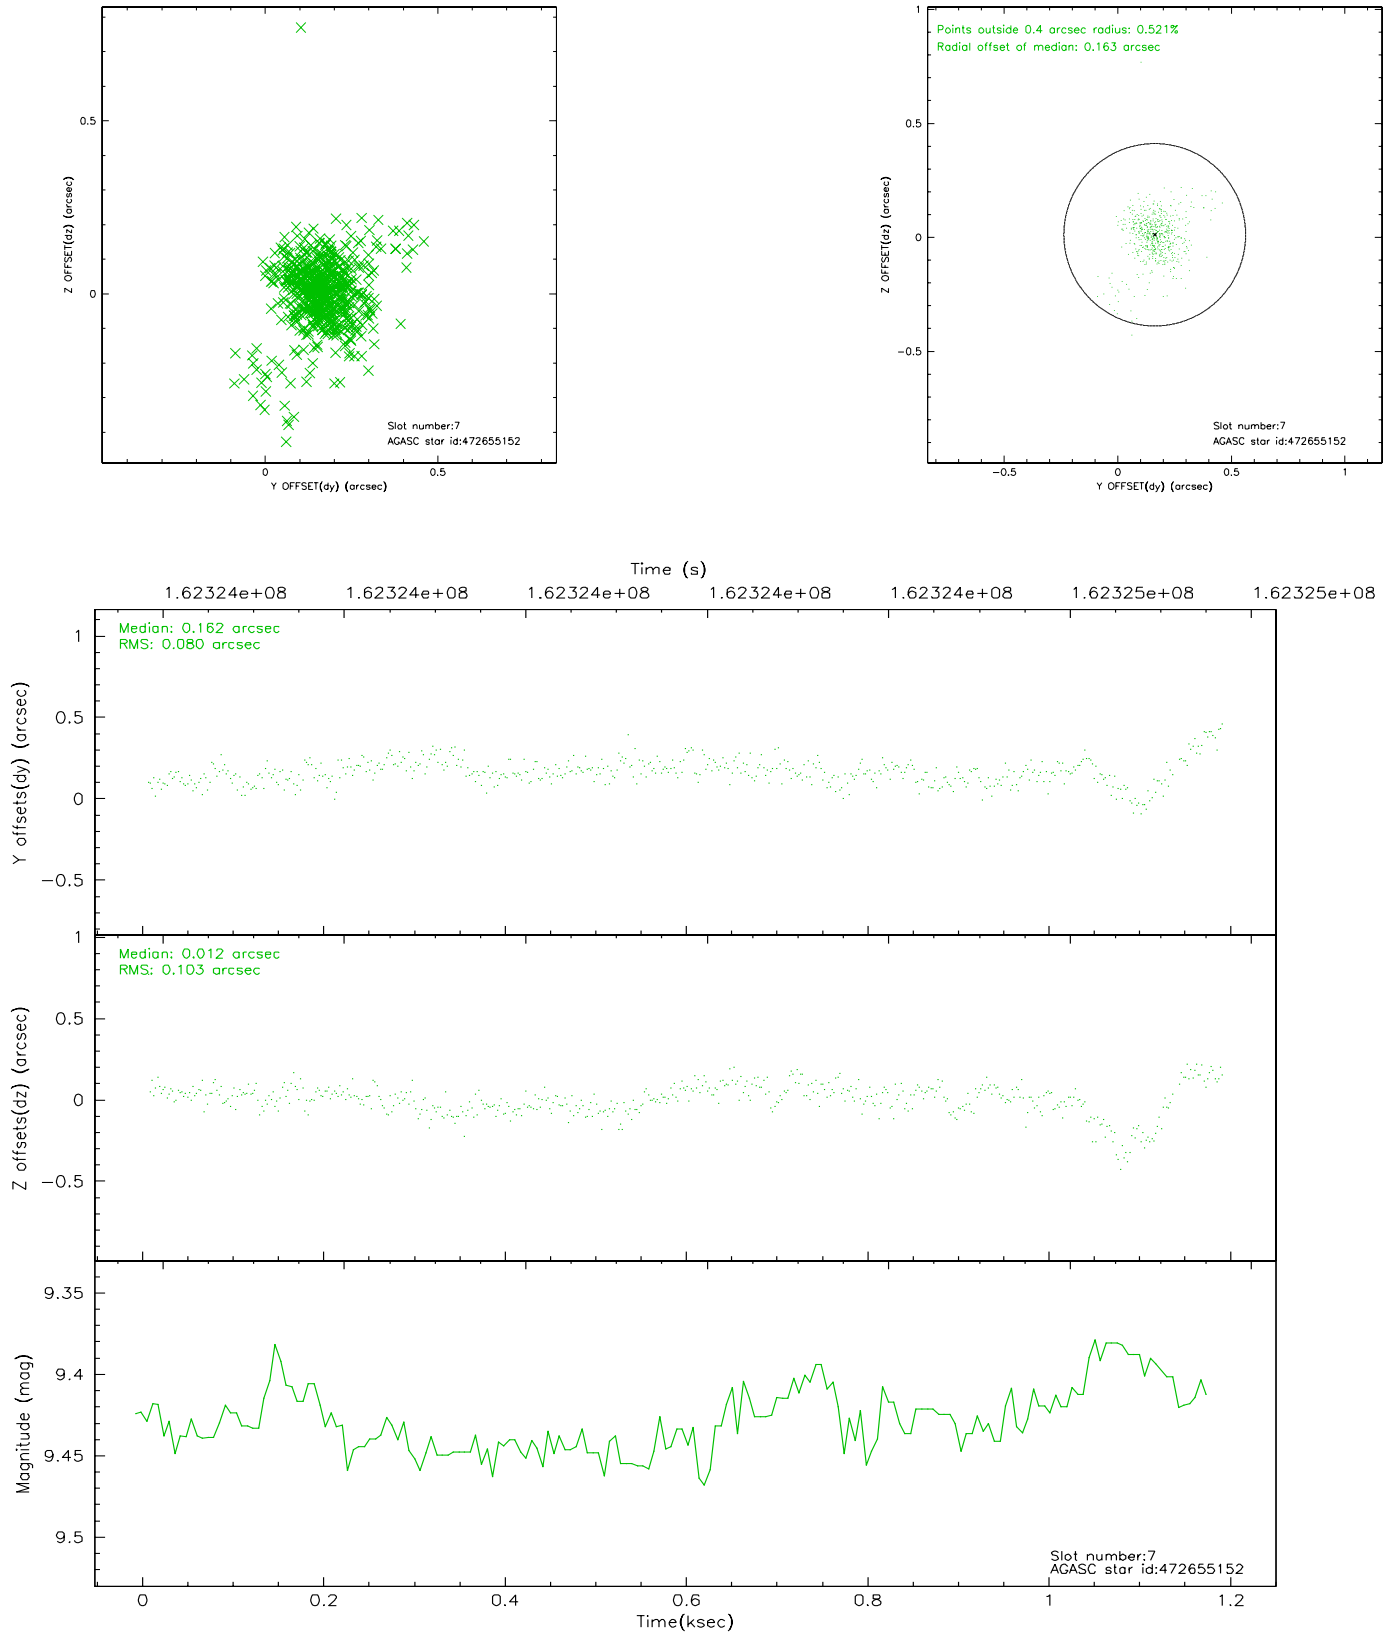 0.5
0
Z OFFSET(dz) (arcsec)
Slot number:7
AGASC star id:472655152
0
0.5
Y OFFSET(dy) (arcsec)
1
0.5
0
−0.5
Z OFFSET(dz) (arcsec)
Points outside 0.4 arcsec radius: 0.521%
Radial offset of median: 0.163 arcsec
Slot number:7
AGASC star id:472655152
−0.5
0
0.5
1
Y OFFSET(dy) (arcsec)
Time (s)
1.62324e+08
1.62324e+08
1.62324e+08
1.62324e+08
1.62324e+08
1.62325e+08
1.62325e+08
Median: 0.162 arcsec
RMS: 0.080 arcsec
1
0.5
0
−0.5
Y offsets(dy) (arcsec)
Median: 0.012 arcsec
RMS: 0.103 arcsec
1
0.5
0
−0.5
Z offsets(dz) (arcsec)
9.35
9.4
9.45
9.5
Magnitude (mag)
Slot number:7
AGASC star id:472655152
0
0.2
0.4
0.6
0.8
1
1.2
Time(ksec)